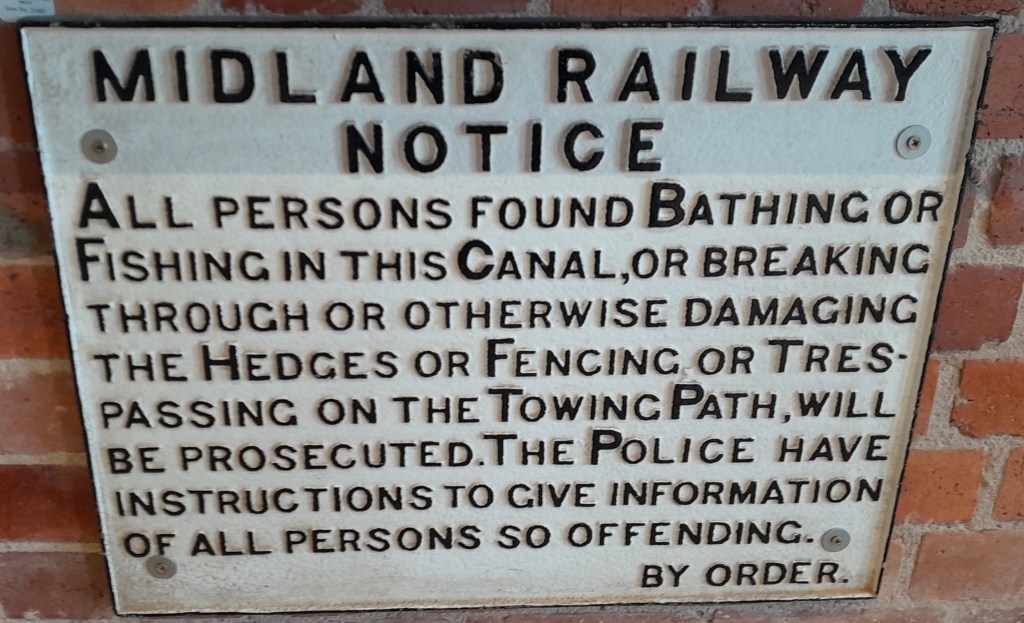 MIDLAND RAILWAY
NOTICE
ALL PERSONS FOUND BATHING OR
FISHING IN THIS CANAL, OR BREAKING
THROUGH OR OTHERWISE DAMAGING
THE HEDGES OR FENCING OR TRES-
PASSING ON THE TOWING PATH, WILL
BE PROSECUTED. THE POLICE HAVE
INSTRUCTIONS TO GIVE INFORMATION
OF ALL PERSONS SO OFFENDING.
BY ORDER.